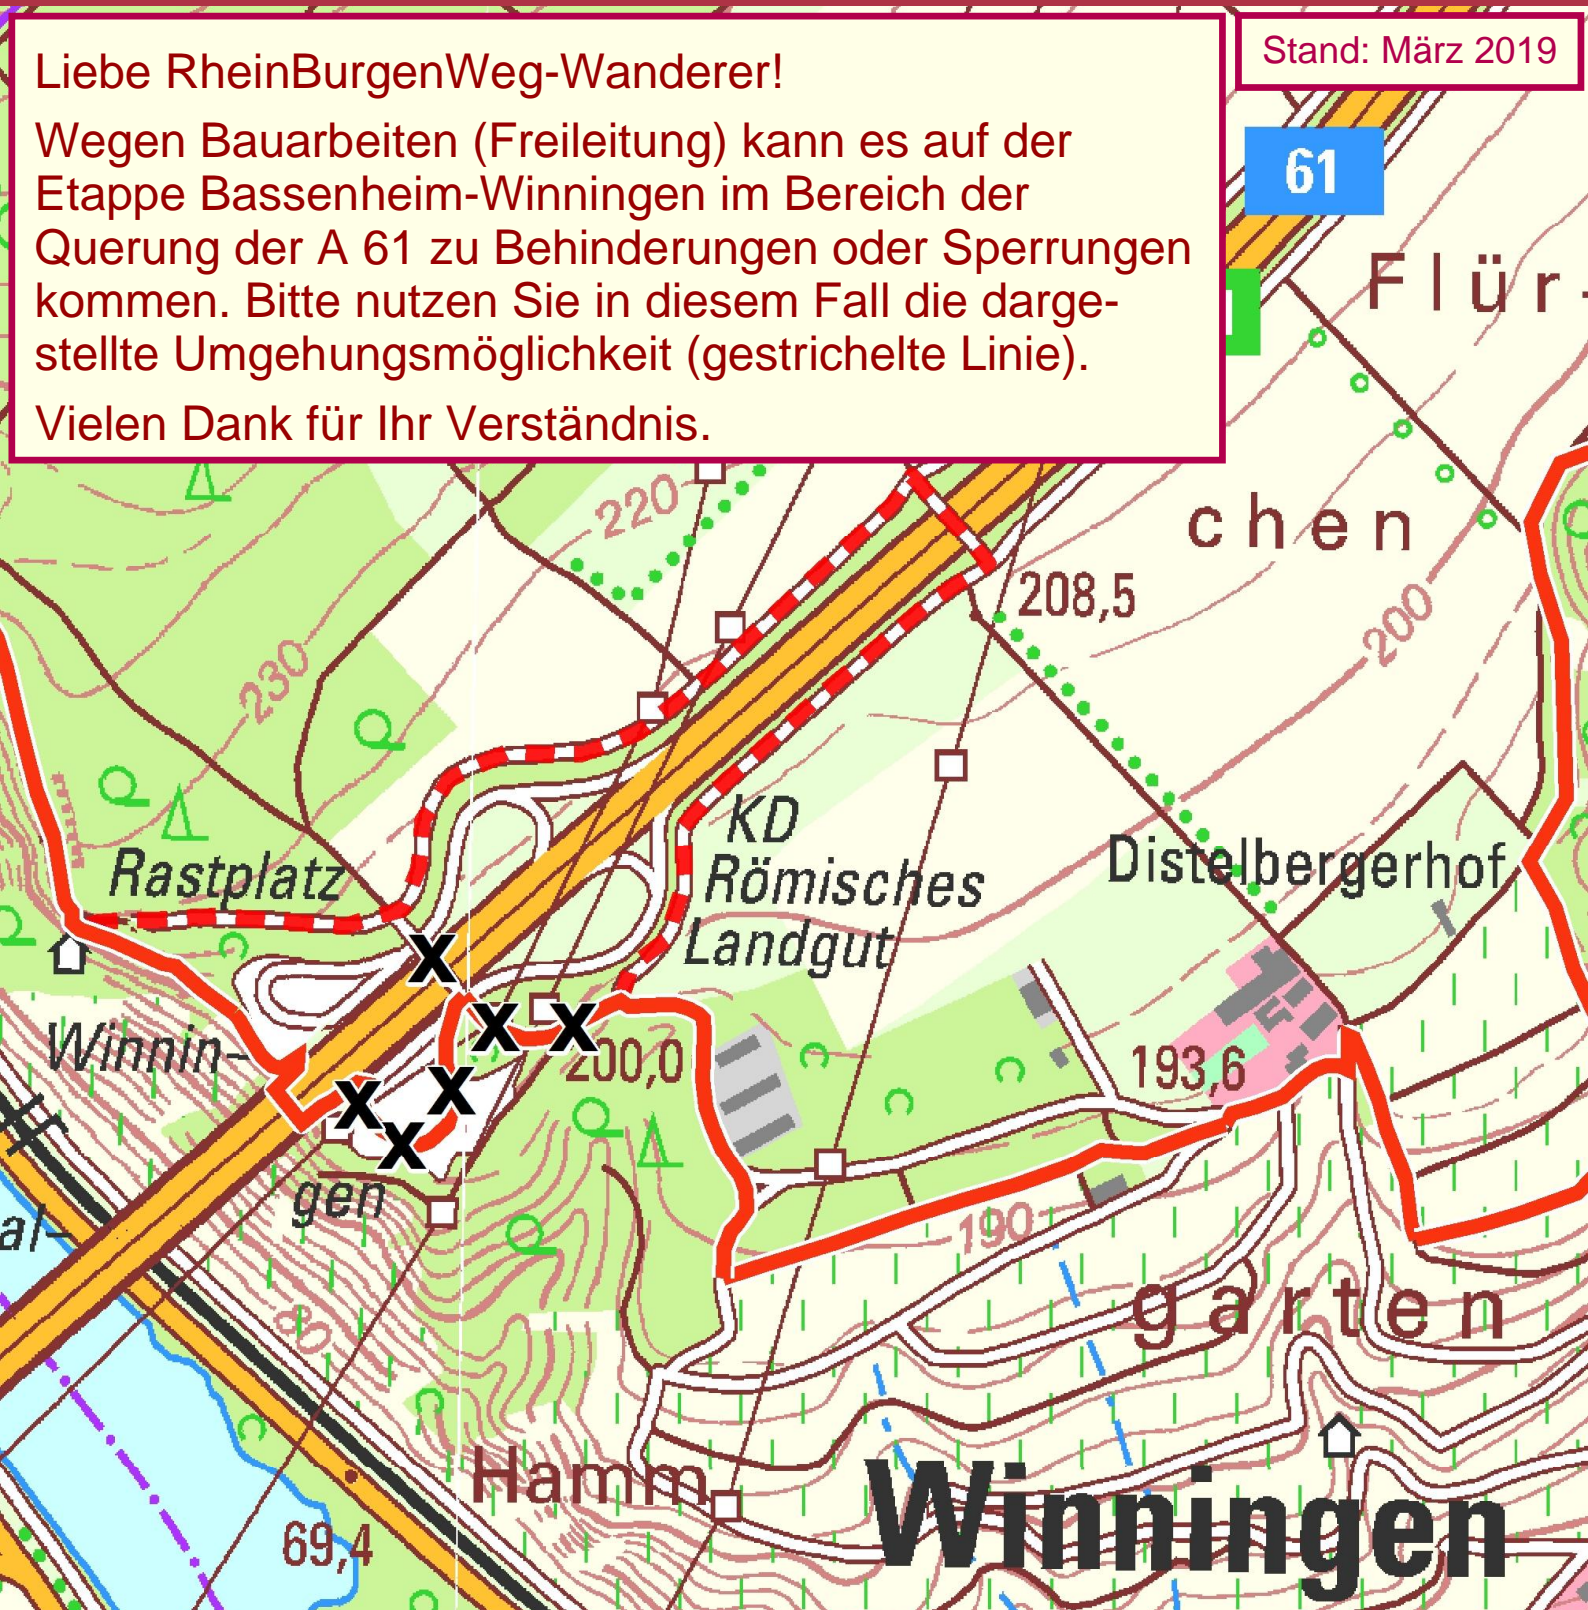 Liebe RheinBurgenWeg-Wanderer!
Wegen Bauarbeiten (Freileitung) kann es auf der
Etappe Bassenheim-Winningen im Bereich der
Querung der A 61 zu Behinderungen oder Sperrungen
kommen. Bitte nutzen Sie in diesem Fall die darge-
stellte Umgehungsmöglichkeit (gestrichelte Linie).
Vielen Dank für Ihr Verständnis.
Stand: März 2019
61
Flür-
chen
220
208,5
200
230
KD
Römisches
Landgut
Rastplatz
Distelbergerhof
X
X
X
Winnin-
200,0
193,6
X
X
X
gen
al-
190
garten
80
Hamm
Winningen
69,4